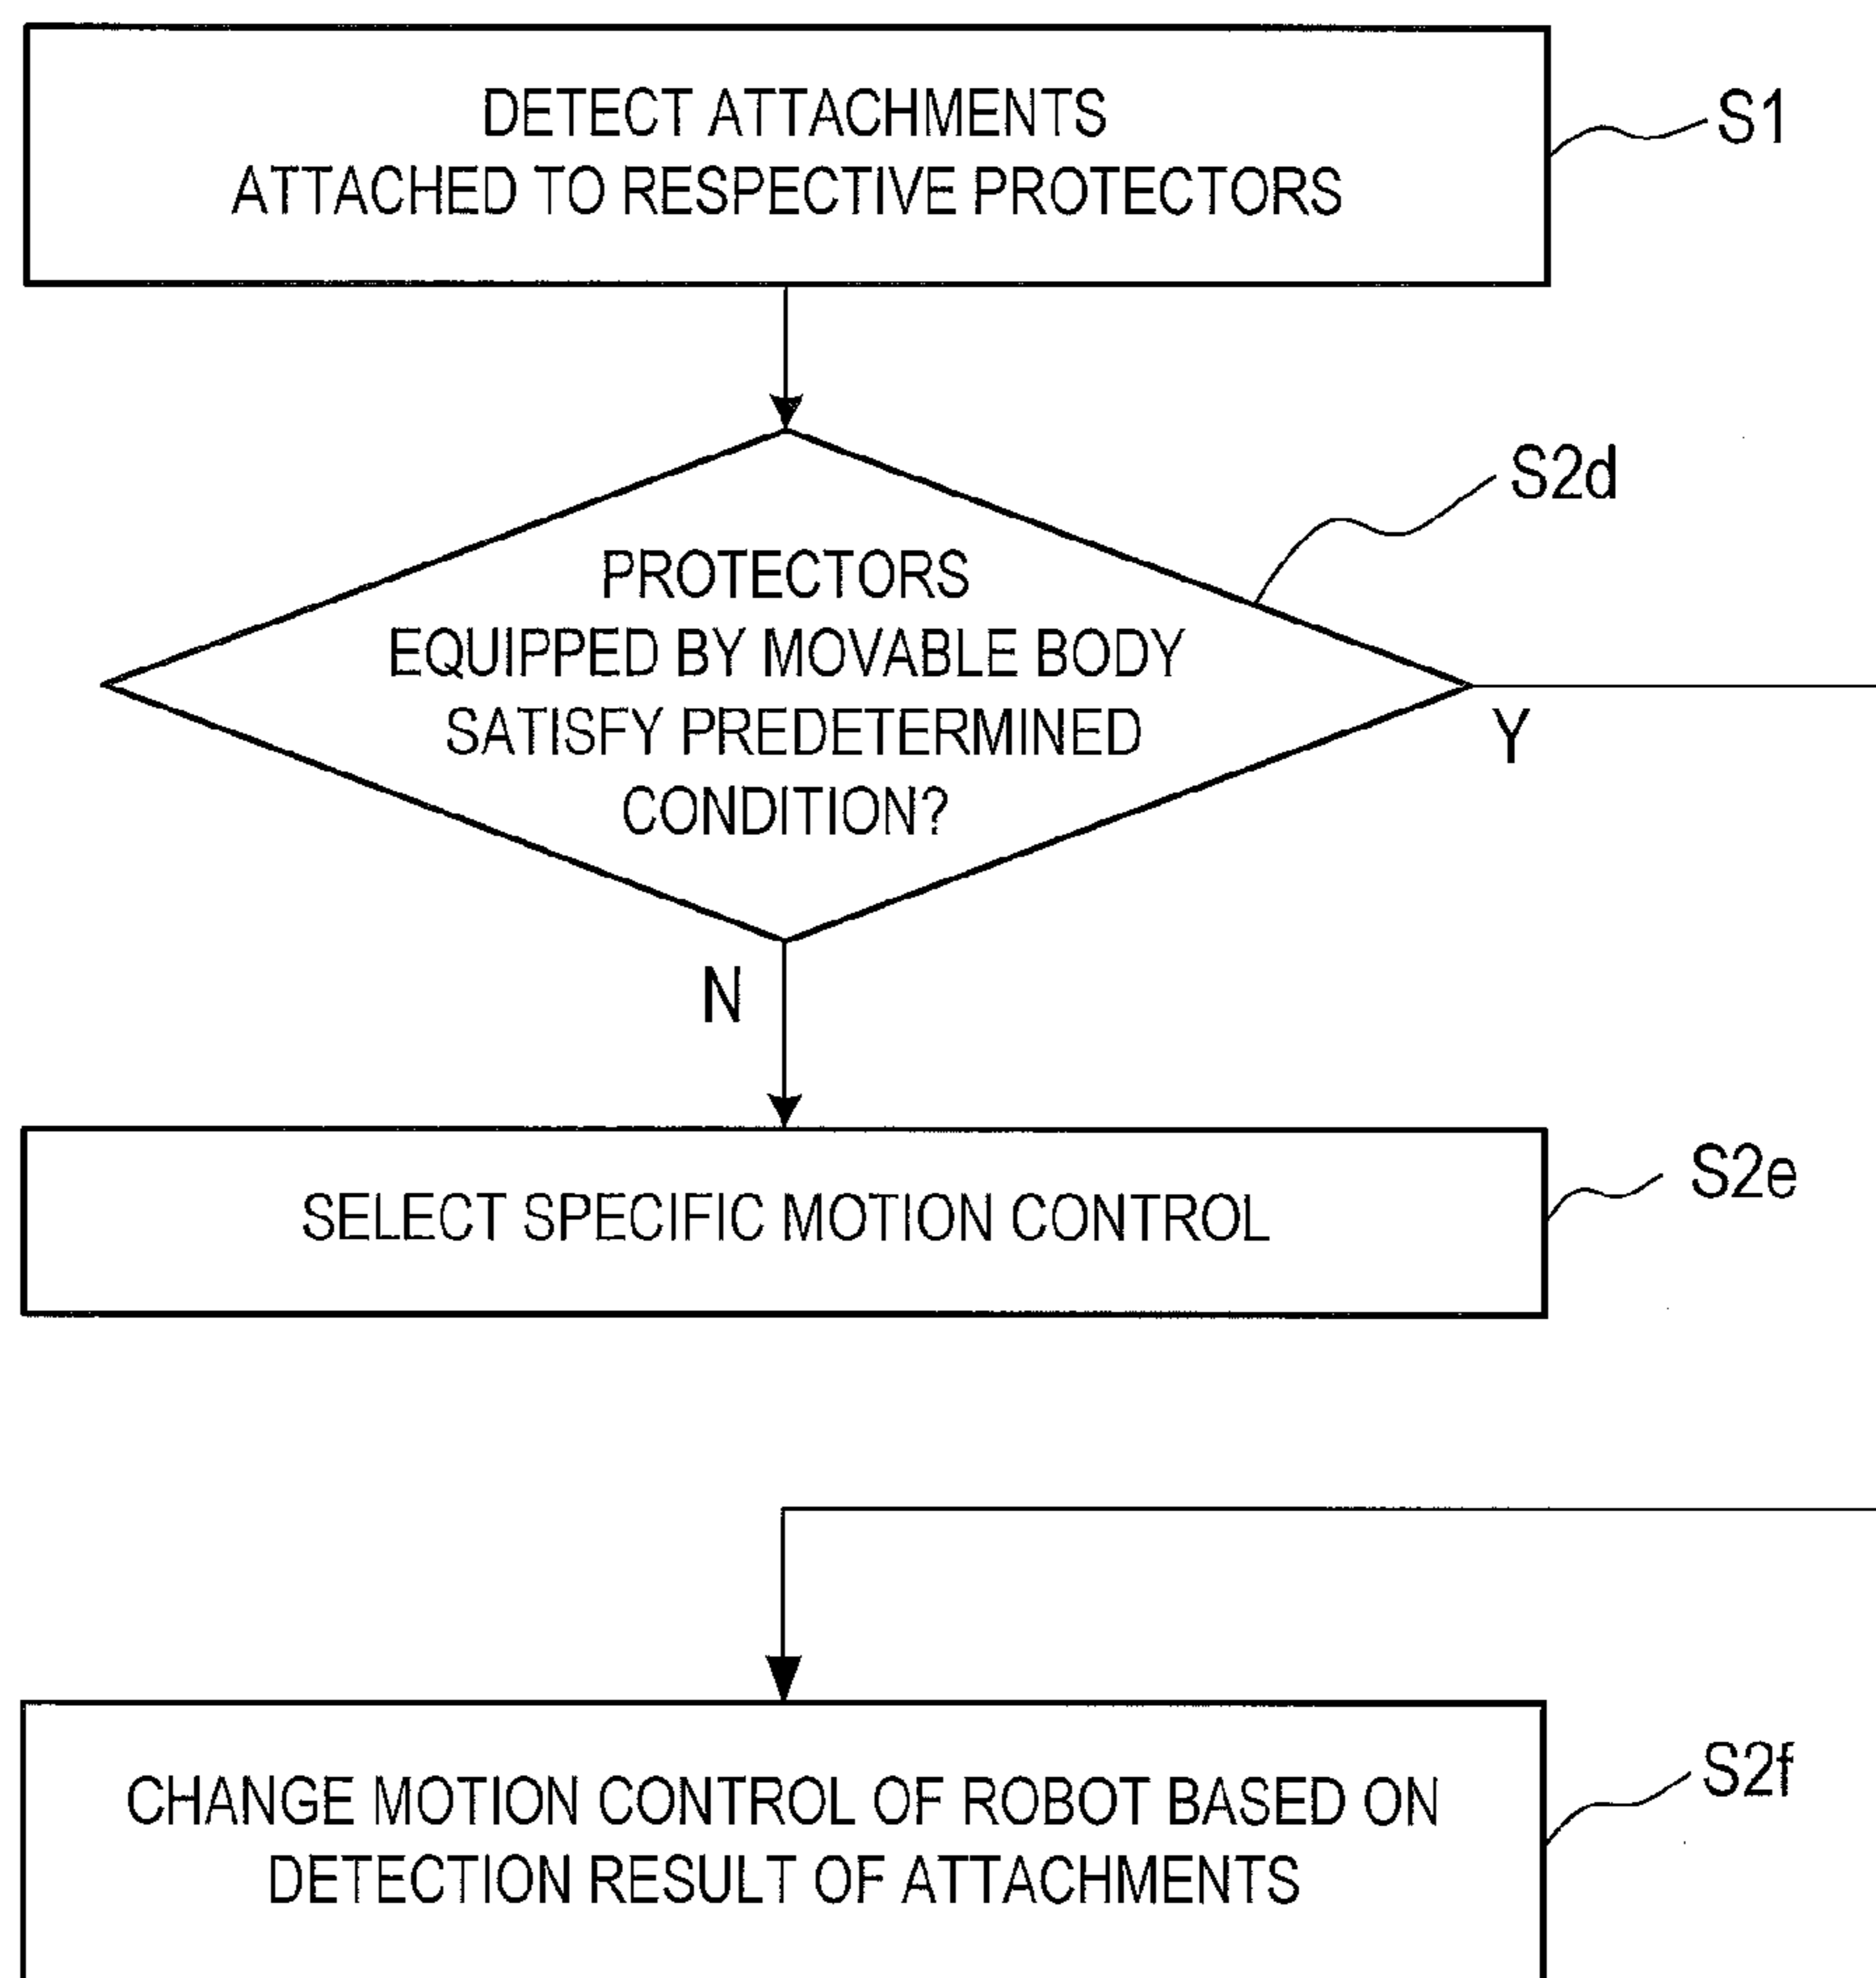 DETECT ATTACHMENTS
ATTACHED TO RESPECTIVE PROTECTORS
S1
S2d
PROTECTORS
EQUIPPED BY MOVABLE BODY
SATISFY PREDETERMINED
CONDITION?
Y
N
SELECT SPECIFIC MOTION CONTROL
S2e
CHANGE MOTION CONTROL OF ROBOT BASED ON
DETECTION RESULT OF ATTACHMENTS
S2f